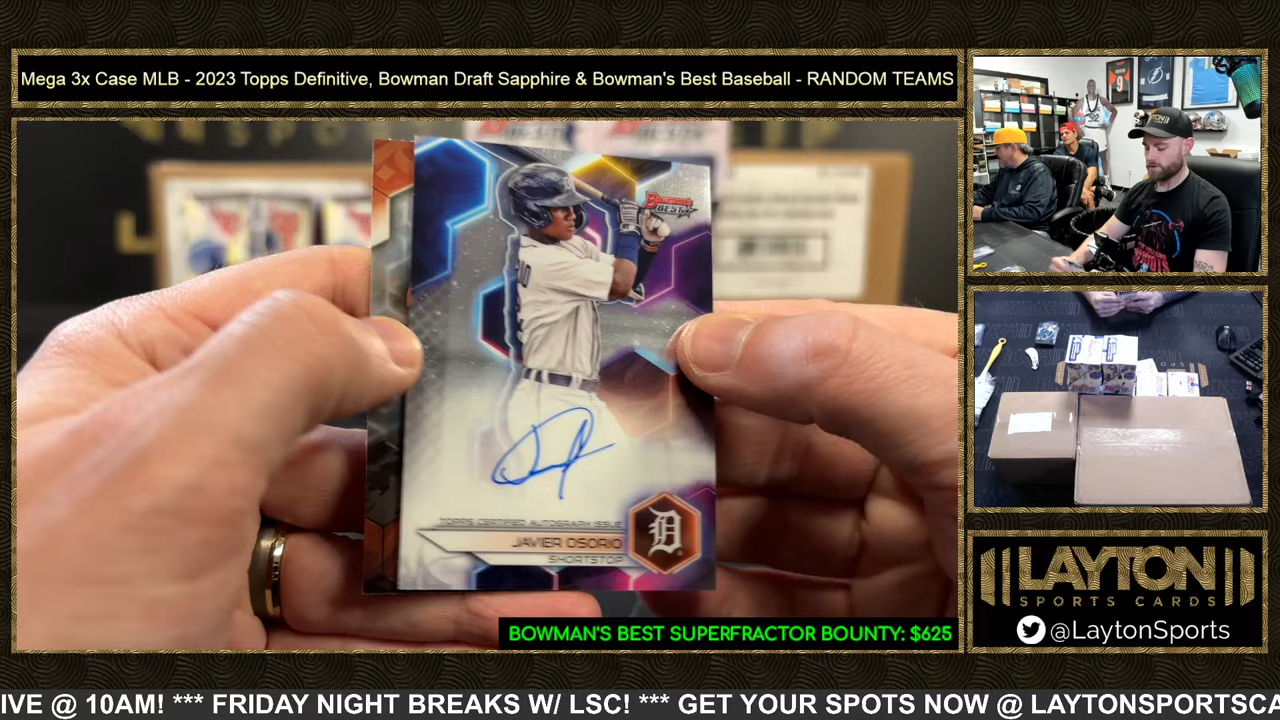 Mega 3x Case MLB - 2023 Topps Definitive, Bowman Draft Sapphire & Bowman's Best Baseball - RANDOM TEAMS
Bowman's
BEST
TOPPS CERTIFIED AUTOGRAPH ISSUE
JAVIER OSORIO
SHORTSTOP
D
BOWMAN'S BEST SUPERFRACTOR BOUNTY: $625
LAYTON
SPORTS CARDS
@LaytonSports
IVE @ 10AM! *** FRIDAY NIGHT BREAKS W/ LSC! *** GET YOUR SPOTS NOW @ LAYTONSPORTSCA